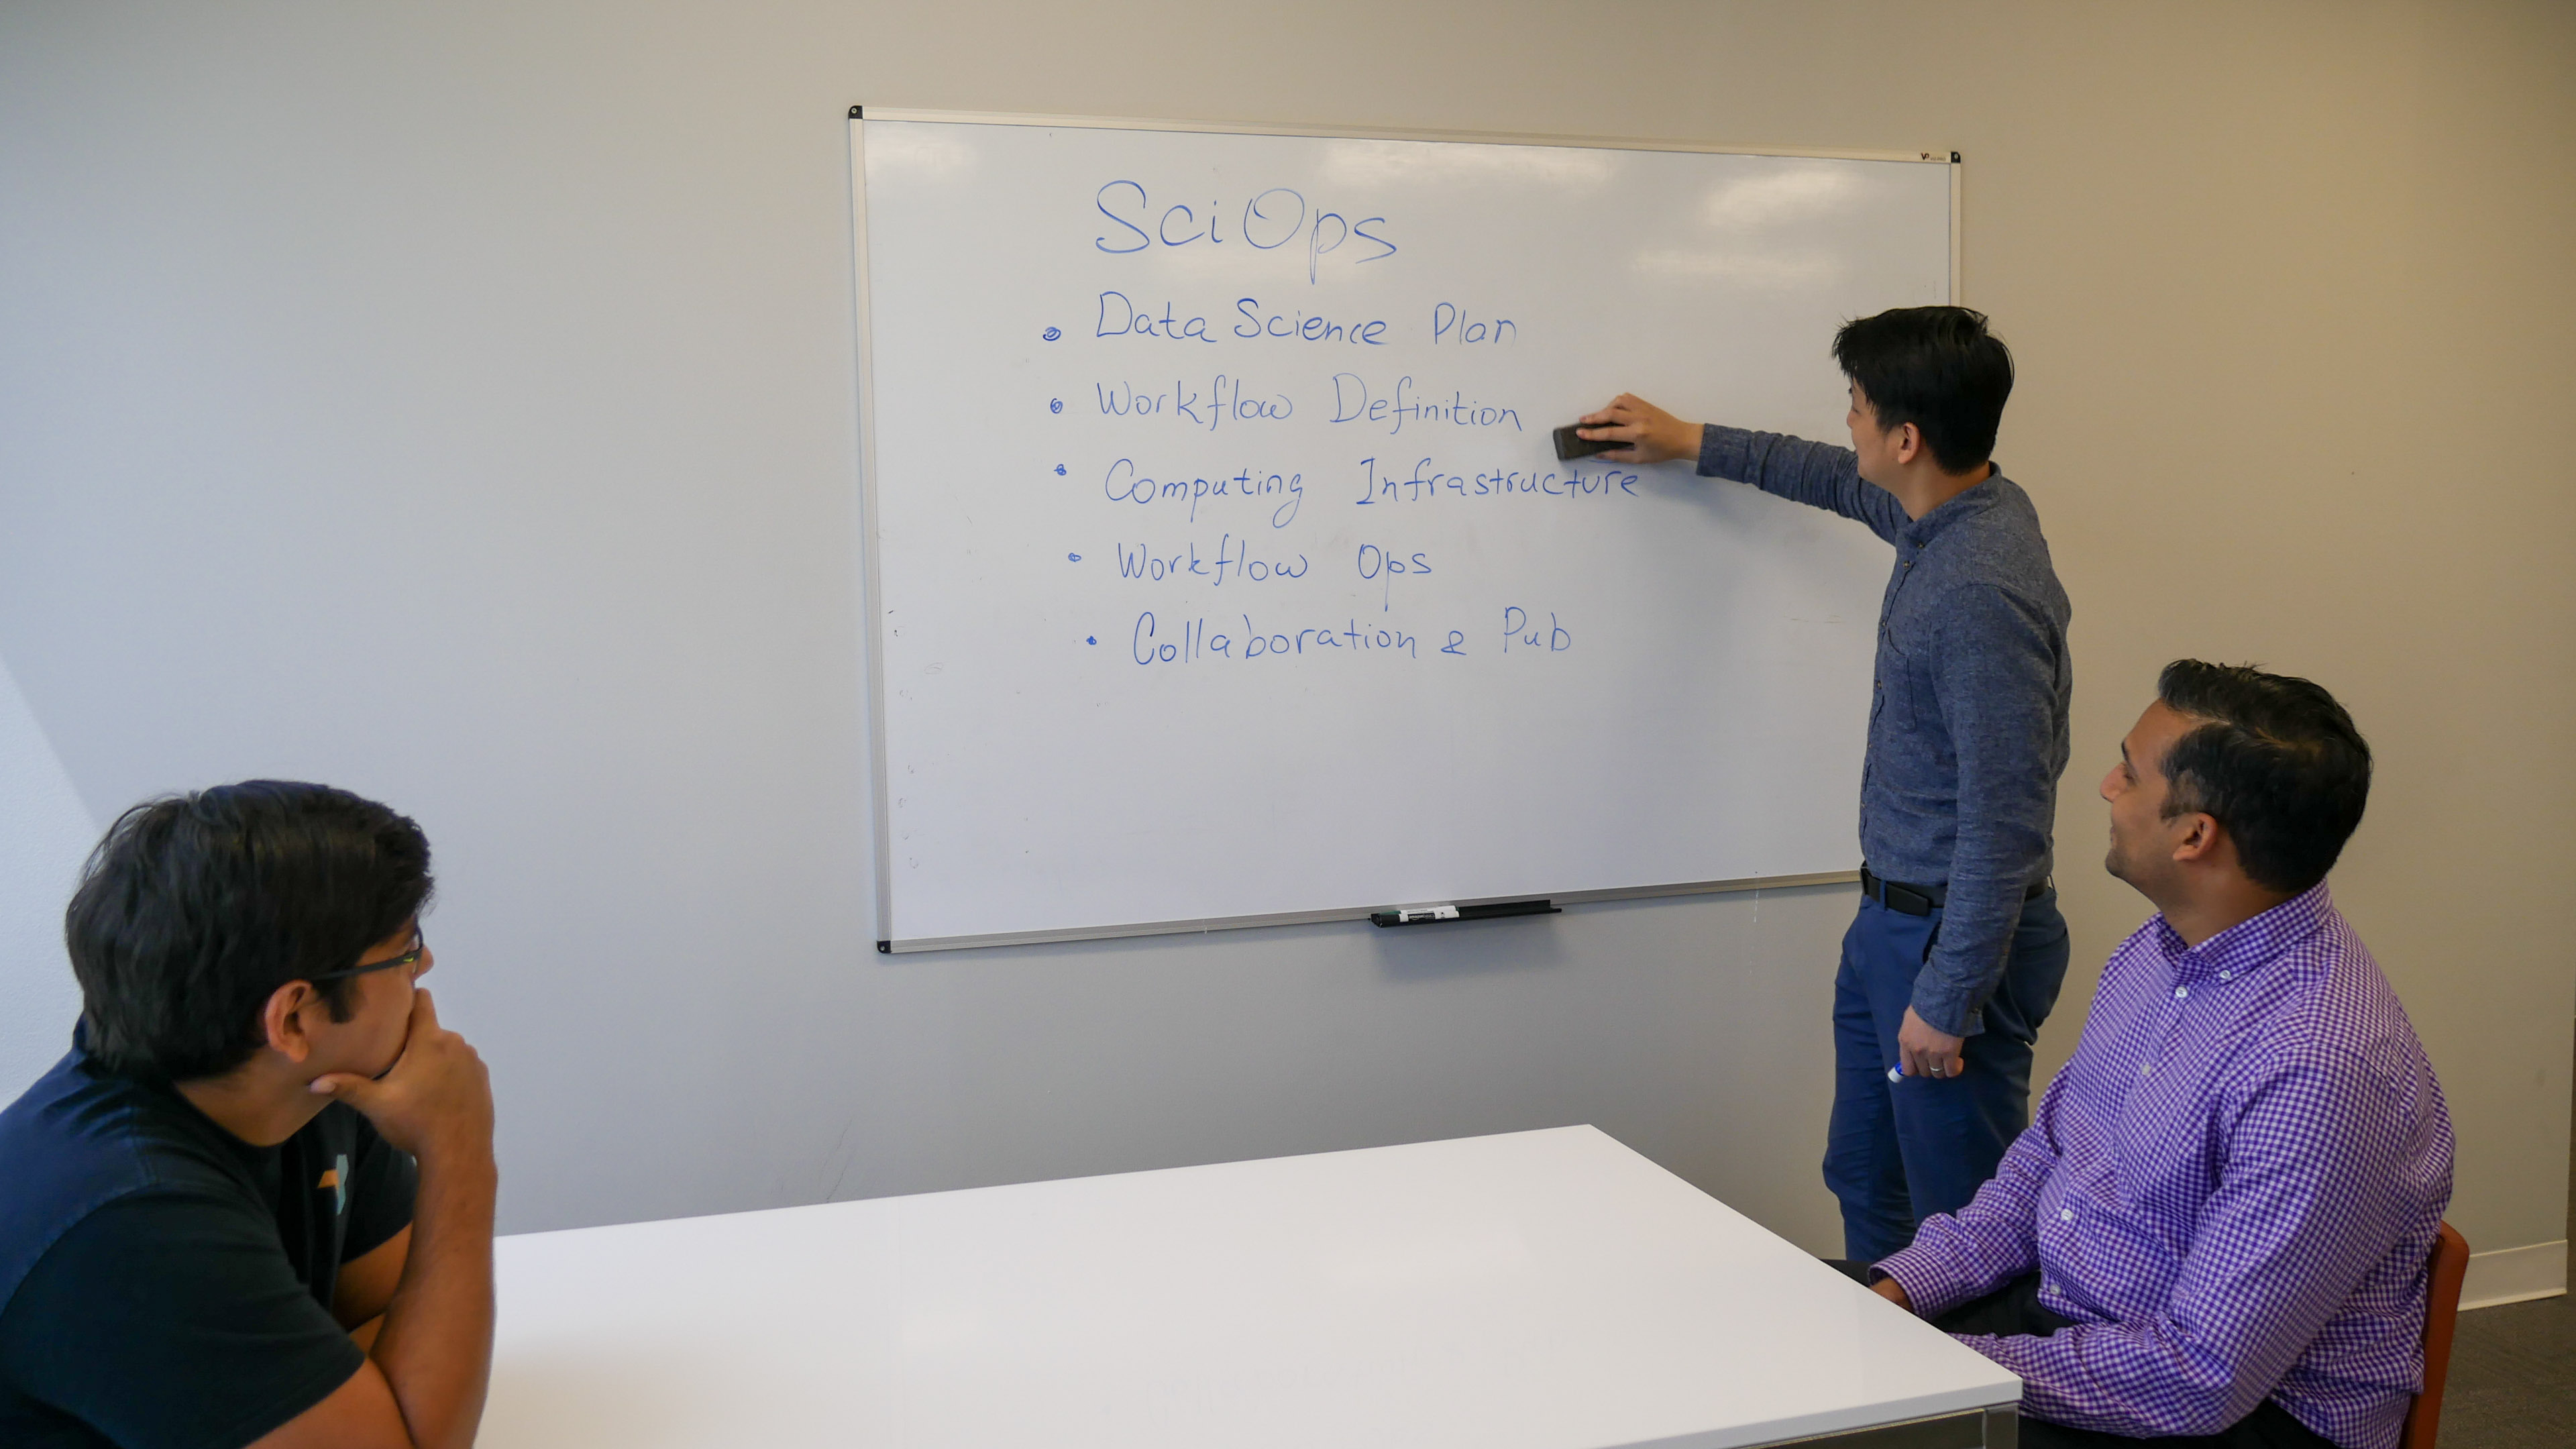 SciOps
• Data Science Plan
• Workflow Definition
• Computing Infrastructure
• Workflow Ops
• Collaboration & Pub